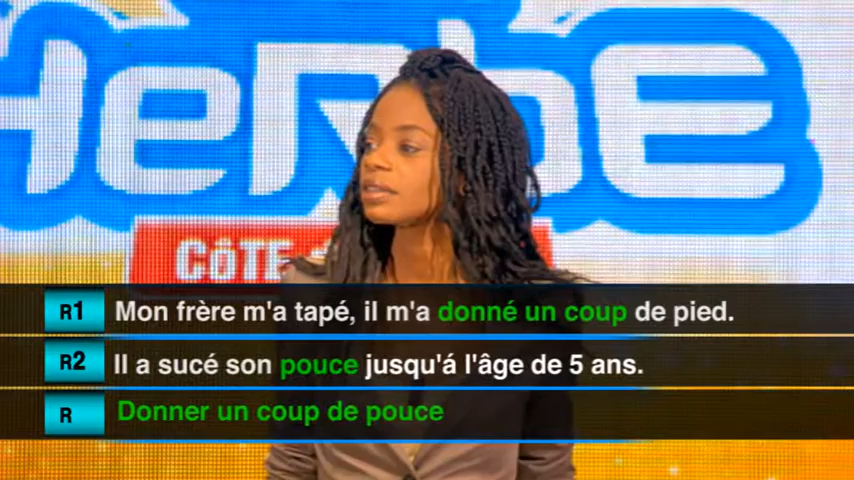 HerbE
CÔTE
R1 Mon frère m'a tapé, il m'a donné un coup de pied.
R2 Il a sucé son pouce jusqu'á l'âge de 5 ans.
R Donner un coup de pouce